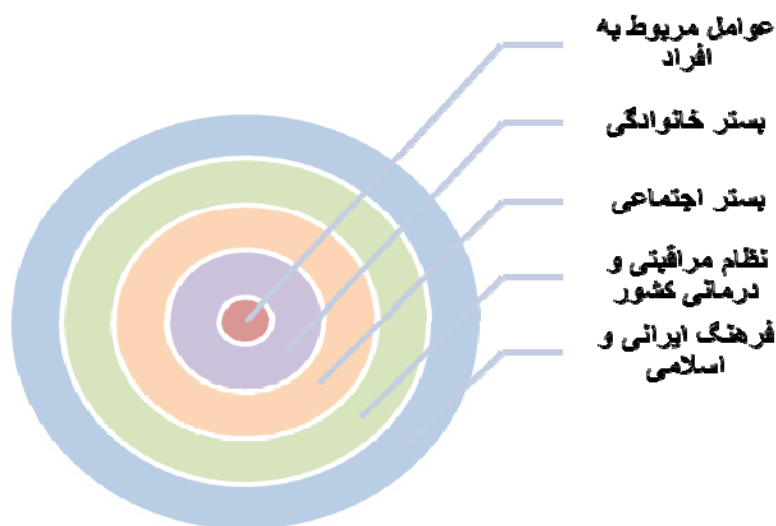 عوامل مربوط به
افراد
بستر خانوادگی
بستر اجتماعی
نظام مراقبتی و
درمانی کشور
فرهنگ ایرانی و
اسلامی